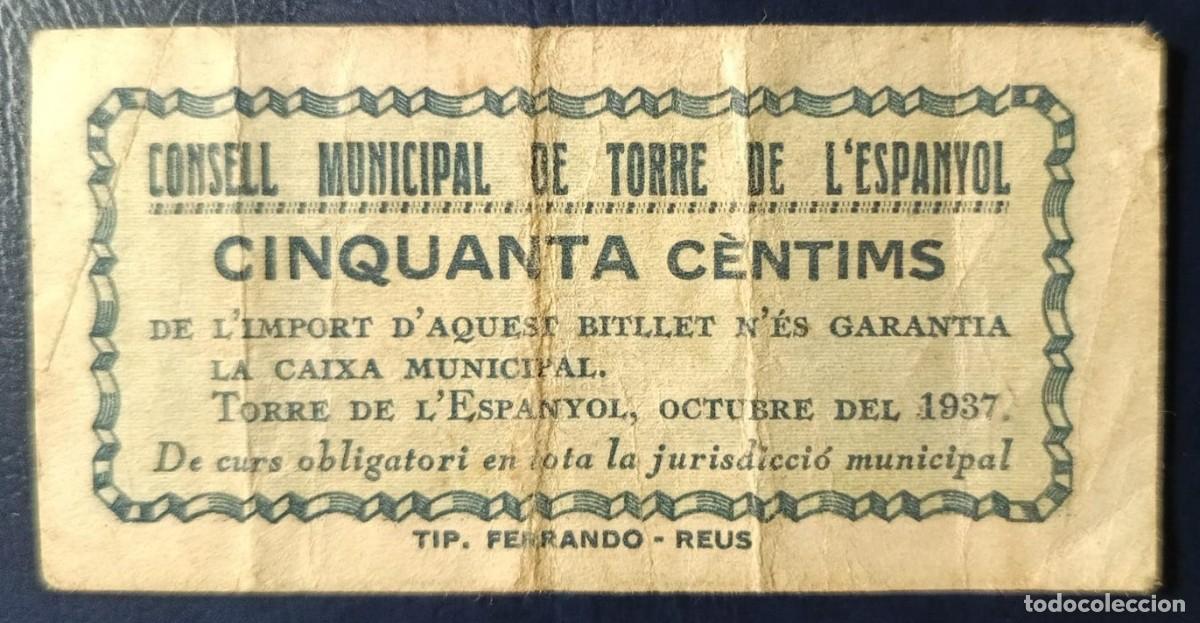 CONSELL MUNICIPAL DE TORRE DE L'ESPANYOL
CINQUANTA CÈNTIMS
DE L'IMPORT D'AQUEST BITLLET N'ÉS GARANTIA
LA CAIXA MUNICIPAL.
TORRE DE L'ESPANYOL, OCTUBRE DEL 1937.
De curs obligatori en tota la jurisdicció municipal
TIP. FERRANDO - REUS
todocoleccion